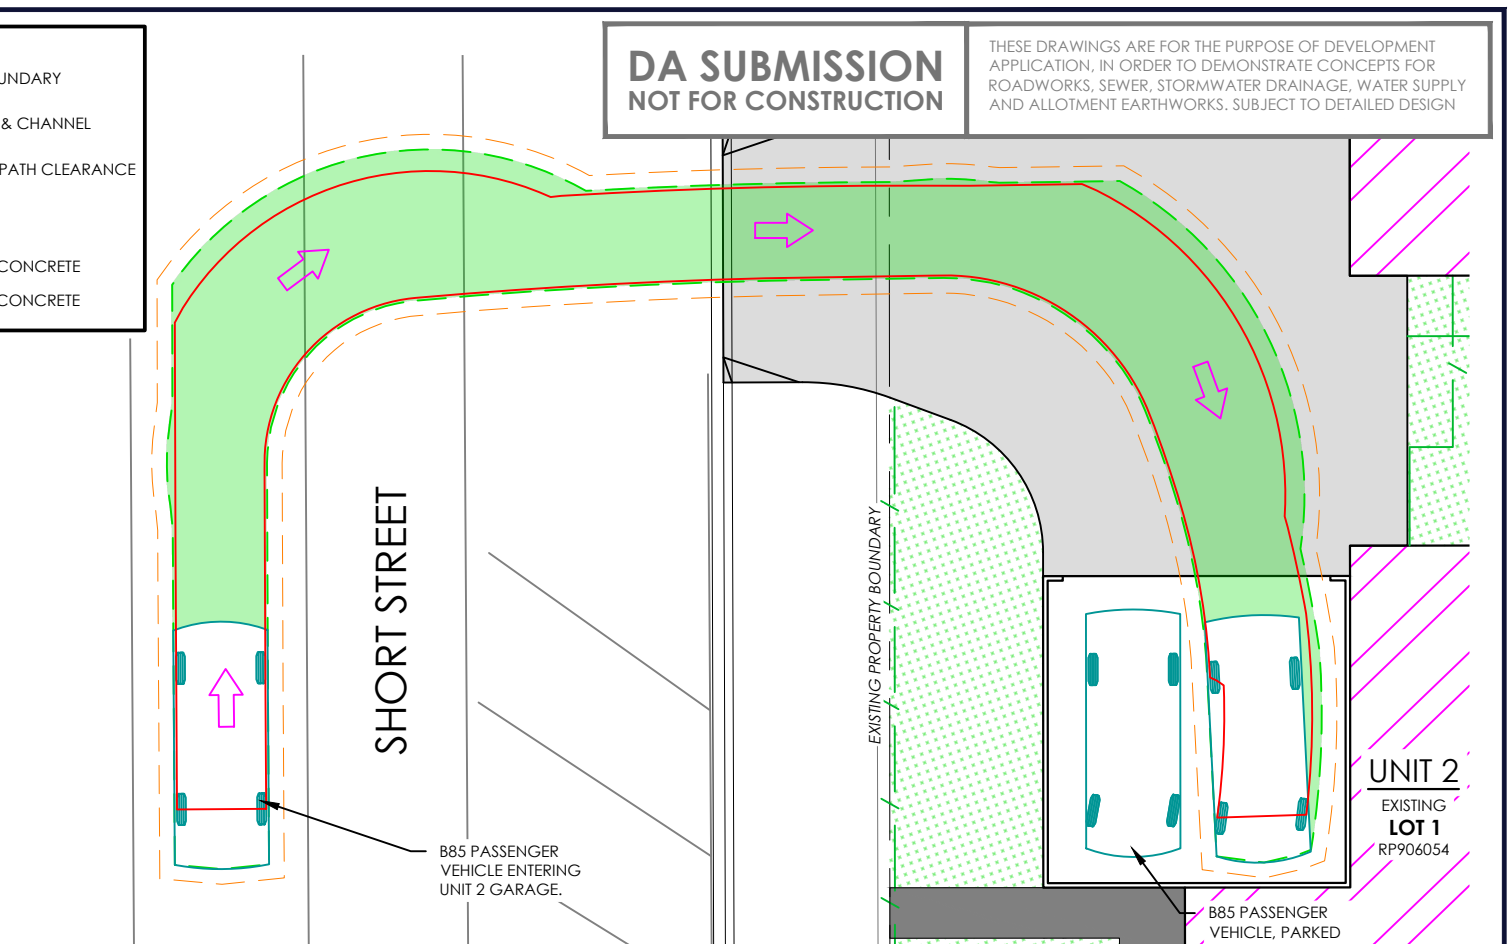 UNDARY
& CHANNEL
PATH CLEARANCE
CONCRETE
CONCRETE
DA SUBMISSION
NOT FOR CONSTRUCTION
THESE DRAWINGS ARE FOR THE PURPOSE OF DEVELOPMENT
APPLICATION, IN ORDER TO DEMONSTRATE CONCEPTS FOR
ROADWORKS, SEWER, STORMWATER DRAINAGE, WATER SUPPLY
AND ALLOTMENT EARTHWORKS. SUBJECT TO DETAILED DESIGN
SHORT STREET
EXISTING PROPERTY BOUNDARY
UNIT 2
EXISTING
LOT 1
RP906054
B85 PASSENGER
VEHICLE ENTERING
UNIT 2 GARAGE.
B85 PASSENGER
VEHICLE, PARKED